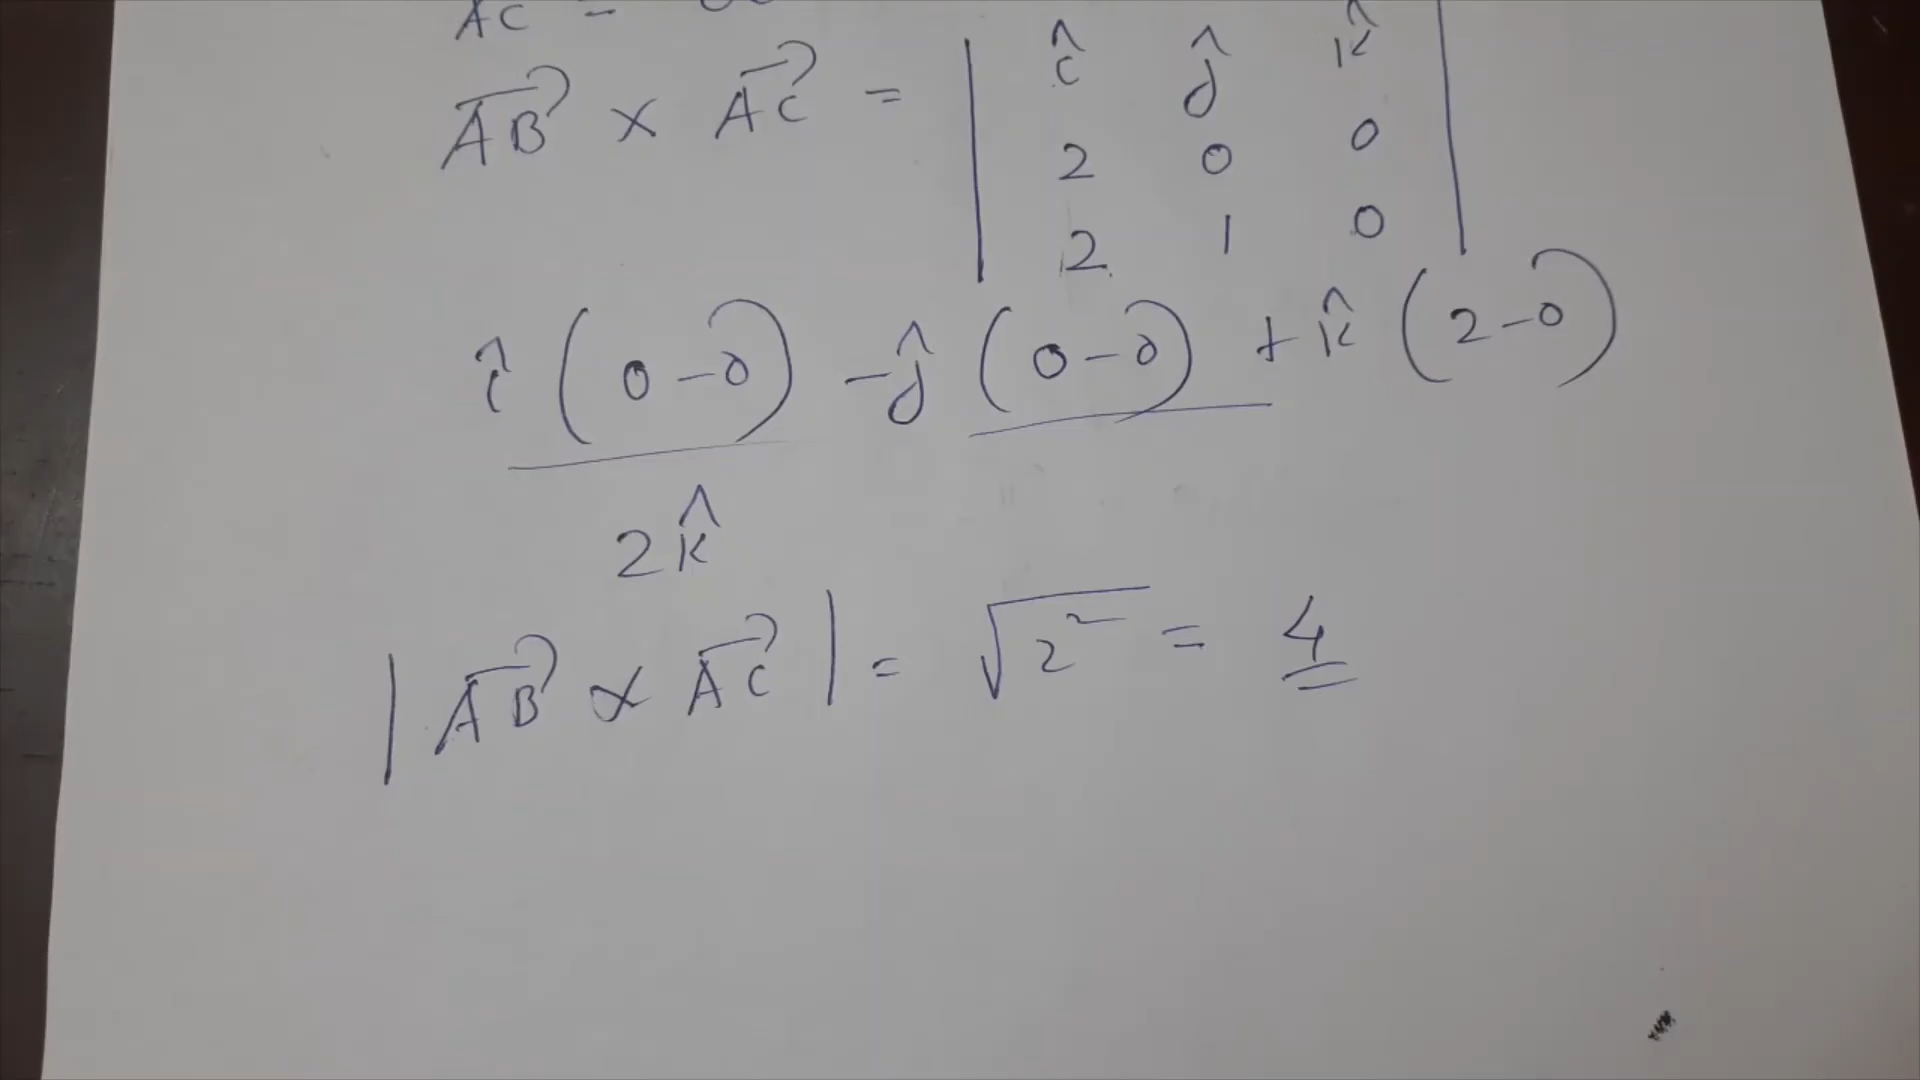 AC =
AB × AC = | î ĵ k̂
2 0 0
2 1 0 |
î (0-0) -ĵ (0-0) + k̂ (2-0)
2k̂
| AB × AC | = √2² = 4